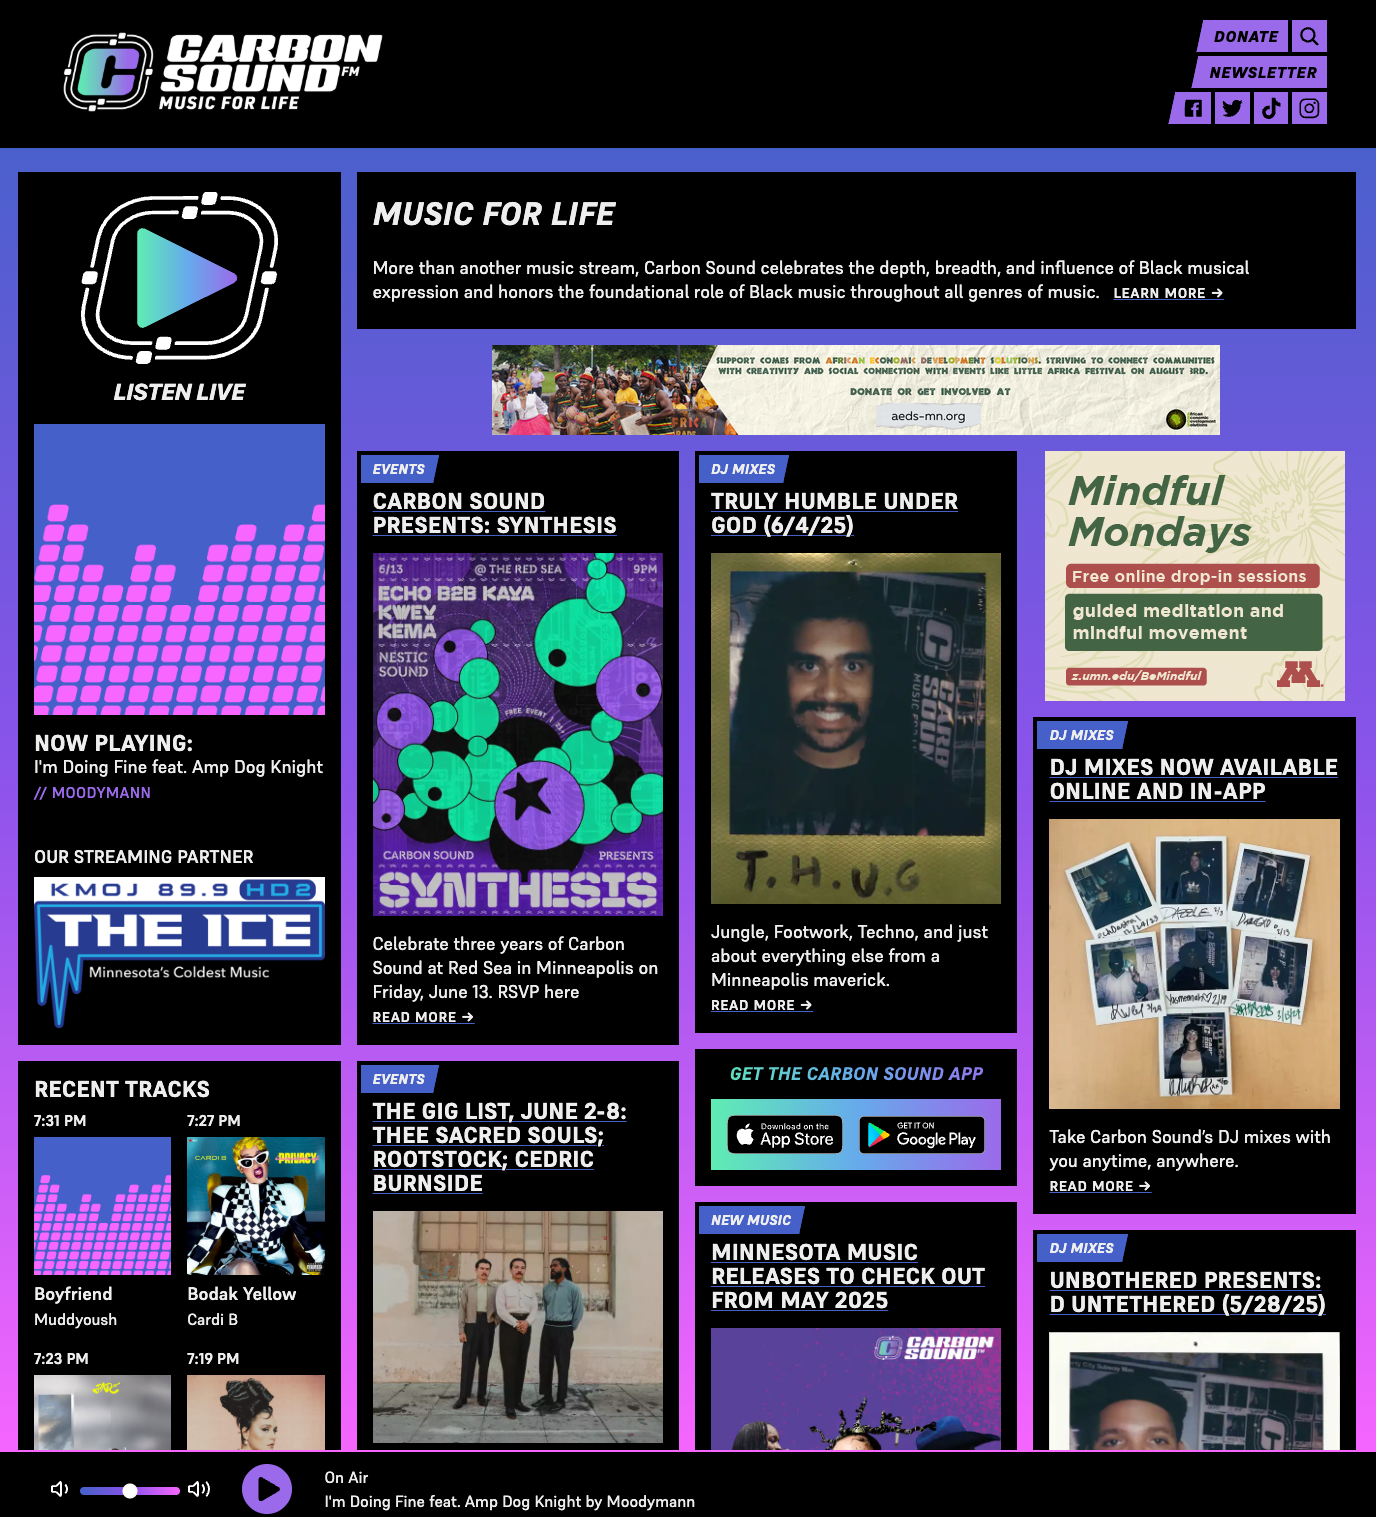 CARBON
SOUND FM
MUSIC FOR LIFE
DONATE
NEWSLETTER
LISTEN LIVE
NOW PLAYING:
I'm Doing Fine feat. Amp Dog Knight
// MOODYMANN
OUR STREAMING PARTNER
KMOJ 89.9 HD2
THE ICE
Minnesota's Coldest Music
RECENT TRACKS
7:31 PM
Boyfriend
Muddyoush
7:27 PM
CARDI B
PRIVACY
Bodak Yellow
Cardi B
7:23 PM
7:19 PM
MUSIC FOR LIFE
More than another music stream, Carbon Sound celebrates the depth, breadth, and influence of Black musical
expression and honors the foundational role of Black music throughout all genres of music. LEARN MORE →
SUPPORT COMES FROM AFRICAN ECONOMIC DEVELOPMENT SOLUTIONS. STRIVING TO CONNECT COMMUNITIES
WITH CREATIVITY AND SOCIAL CONNECTION WITH EVENTS LIKE LITTLE AFRICA FESTIVAL ON AUGUST 3RD.
DONATE OR GET INVOLVED AT
aeds-mn.org
EVENTS
CARBON SOUND
PRESENTS: SYNTHESIS
6/13 @ THE RED SEA 9PM
ECHO B2B KAYA
KWEY
KEMA
NESTIC
SOUND
FREE EVENT
CARBON SOUND PRESENTS
SYNTHESIS
Celebrate three years of Carbon
Sound at Red Sea in Minneapolis on
Friday, June 13. RSVP here
READ MORE →
EVENTS
THE GIG LIST, JUNE 2-8:
THEE SACRED SOULS;
ROOTSTOCK; CEDRIC
BURNSIDE
DJ MIXES
TRULY HUMBLE UNDER
GOD (6/4/25)
CARB
SOUN
T.H.U.G
Jungle, Footwork, Techno, and just
about everything else from a
Minneapolis maverick.
READ MORE →
GET THE CARBON SOUND APP
Download on the
App Store
GET IT ON
Google Play
NEW MUSIC
MINNESOTA MUSIC
RELEASES TO CHECK OUT
FROM MAY 2025
CARBON
SOUND FM
Mindful
Mondays
Free online drop-in sessions
guided meditation and
mindful movement
z.umn.edu/BeMindful
DJ MIXES
DJ MIXES NOW AVAILABLE
ONLINE AND IN-APP
Take Carbon Sound's DJ mixes with
you anytime, anywhere.
READ MORE →
DJ MIXES
UNBOTHERED PRESENTS:
D UNTETHERED (5/28/25)
On Air
I'm Doing Fine feat. Amp Dog Knight by Moodymann